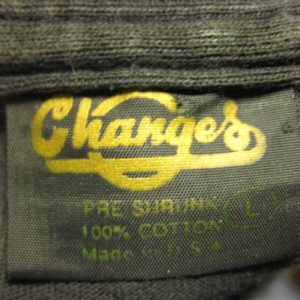 Changes
PRE SHRUNK L
100% COTTON
Made in U.S.A.